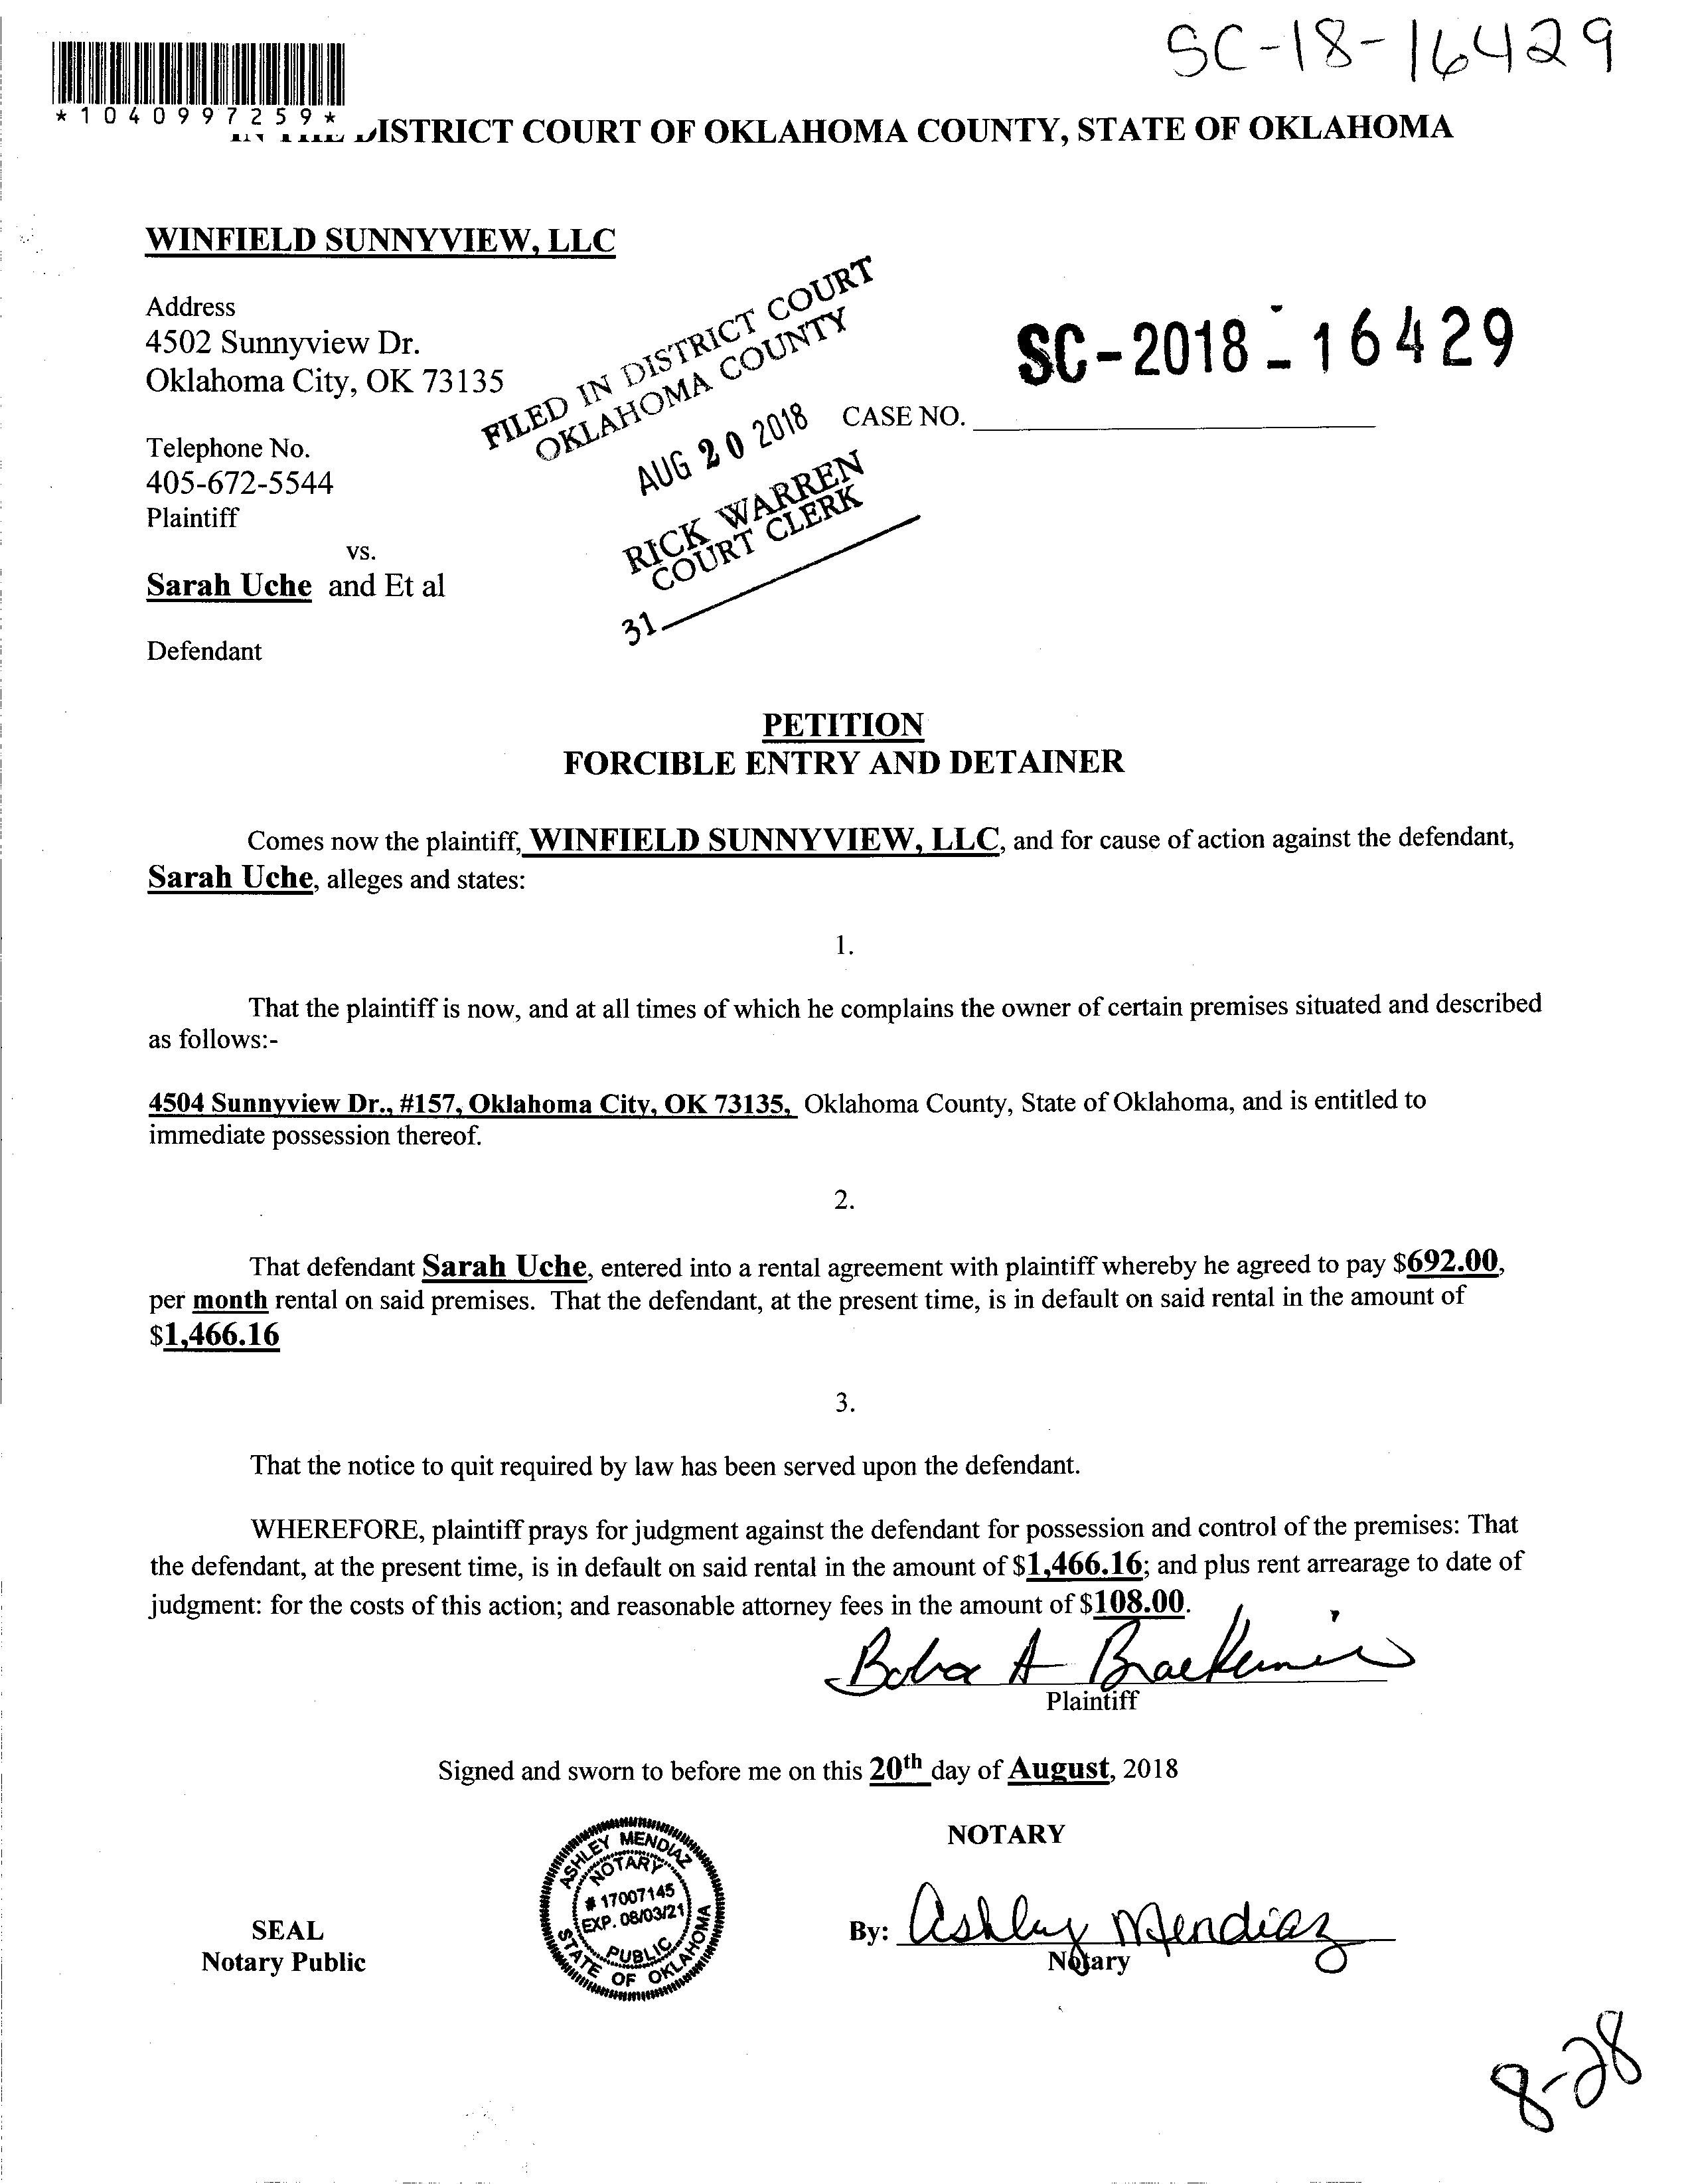 SC-18-16429
*1040997259*
IN THE DISTRICT COURT OF OKLAHOMA COUNTY, STATE OF OKLAHOMA
WINFIELD SUNNYVIEW, LLC
Address
4502 Sunnyview Dr.
Oklahoma City, OK 73135
Telephone No.
405-672-5544
Plaintiff
vs.
Sarah Uche and Et al
Defendant
FILED IN DISTRICT COURT
OKLAHOMA COUNTY
AUG 20 2018
RICK WARREN
COURT CLERK
31
SC-2018-16429
CASE NO.
PETITION
FORCIBLE ENTRY AND DETAINER
Comes now the plaintiff, WINFIELD SUNNYVIEW, LLC, and for cause of action against the defendant,
Sarah Uche, alleges and states:
1.
That the plaintiff is now, and at all times of which he complains the owner of certain premises situated and described
as follows:-
4504 Sunnyview Dr., #157, Oklahoma City, OK 73135, Oklahoma County, State of Oklahoma, and is entitled to
immediate possession thereof.
2.
That defendant Sarah Uche, entered into a rental agreement with plaintiff whereby he agreed to pay $692.00,
per month rental on said premises. That the defendant, at the present time, is in default on said rental in the amount of
$1,466.16
3.
That the notice to quit required by law has been served upon the defendant.
WHEREFORE, plaintiff prays for judgment against the defendant for possession and control of the premises: That
the defendant, at the present time, is in default on said rental in the amount of $1,466.16; and plus rent arrearage to date of
judgment: for the costs of this action; and reasonable attorney fees in the amount of $108.00.
A
Plaintiff
Signed and sworn to before me on this 20th day of August, 2018
NOTARY
ASHLEY MENDIAZ
NOTARY
# 17007145
EXP. 08/03/21
PUBLIC
STATE OF OKLAHOMA
SEAL
Notary Public
By: Ashley Mendiaz
Notary
8-28